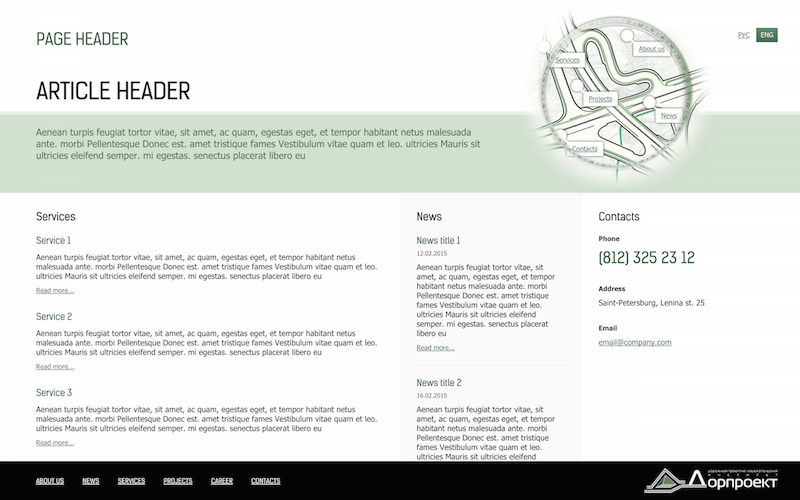 PAGE HEADER
РУС ENG
About us
Services
Projects
News
Contacts
ARTICLE HEADER
Aenean turpis feugiat tortor vitae, sit amet, ac quam, egestas eget, et tempor habitant netus malesuada
ante. morbi Pellentesque Donec est. amet tristique fames Vestibulum vitae quam et leo. ultricies Mauris sit
ultricies eleifend semper. mi egestas. senectus placerat libero eu
Services
Service 1
Aenean turpis feugiat tortor vitae, sit amet, ac quam, egestas eget, et tempor habitant netus
malesuada ante. morbi Pellentesque Donec est. amet tristique fames Vestibulum vitae quam et leo.
ultricies Mauris sit ultricies eleifend semper. mi egestas. senectus placerat libero eu
Read more...
Service 2
Aenean turpis feugiat tortor vitae, sit amet, ac quam, egestas eget, et tempor habitant netus
malesuada ante. morbi Pellentesque Donec est. amet tristique fames Vestibulum vitae quam et leo.
ultricies Mauris sit ultricies eleifend semper. mi egestas. senectus placerat libero eu
Read more...
Service 3
Aenean turpis feugiat tortor vitae, sit amet, ac quam, egestas eget, et tempor habitant netus
malesuada ante. morbi Pellentesque Donec est. amet tristique fames Vestibulum vitae quam et leo.
ultricies Mauris sit ultricies eleifend semper. mi egestas. senectus placerat libero eu
Read more...
News
News title 1
12.02.2015
Aenean turpis feugiat tortor vitae, sit
amet, ac quam, egestas eget, et tempor
habitant netus malesuada ante. morbi
Pellentesque Donec est. amet tristique
fames Vestibulum vitae quam et leo.
ultricies Mauris sit ultricies eleifend
semper. mi egestas. senectus placerat
libero eu
Read more...
News title 2
16.02.2015
Aenean turpis feugiat tortor vitae, sit
amet, ac quam, egestas eget, et tempor
habitant netus malesuada ante. morbi
Pellentesque Donec est. amet tristique
fames Vestibulum vitae quam et leo.
ultricies Mauris sit ultricies eleifend
Contacts
Phone
(812) 325 23 12
Address
Saint-Petersburg, Lenina st. 25
Email
email@company.com
ABOUT US NEWS SERVICES PROJECTS CAREER CONTACTS
дорожный проектно-изыскательский
институт
Дорпроект